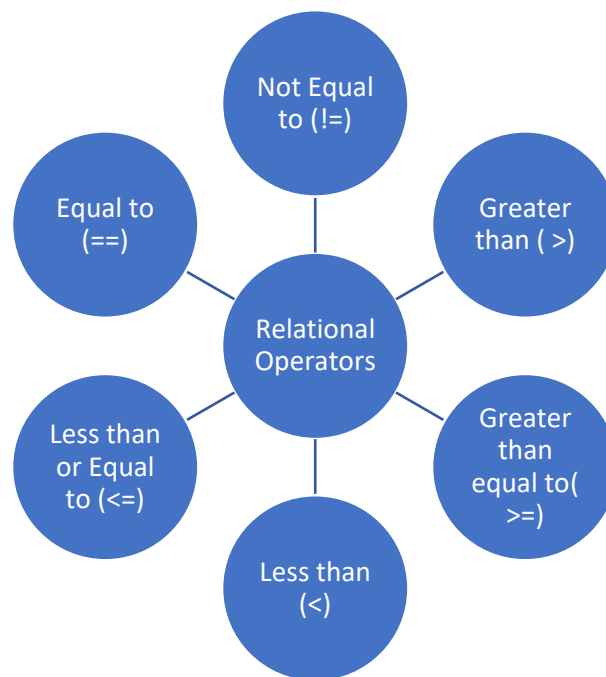 Not Equal
to (!=)
Equal to
(==)
Greater
than ( >)
Relational
Operators
Less than
or Equal
to (<=)
Greater
than
equal to(
>=)
Less than
(<)